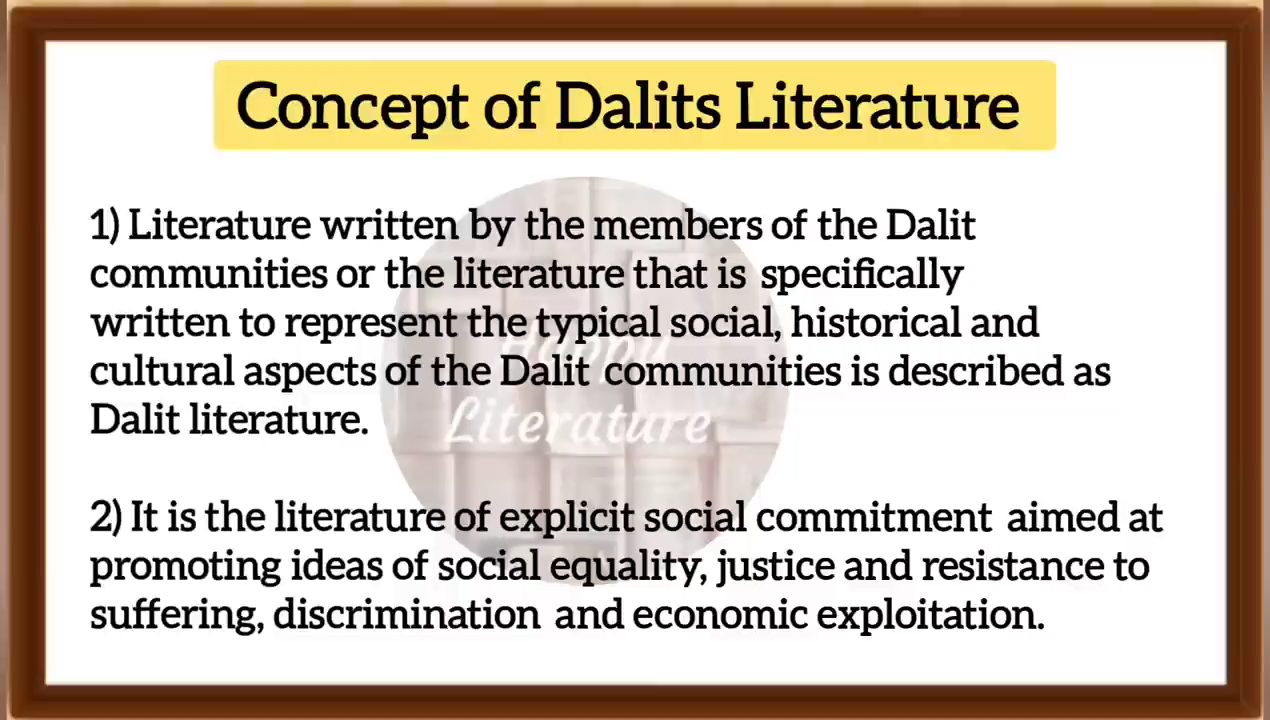 Concept of Dalits Literature
1) Literature written by the members of the Dalit
communities or the literature that is specifically
written to represent the typical social, historical and
cultural aspects of the Dalit communities is described as
Dalit literature.
Happy
Literature
2) It is the literature of explicit social commitment aimed at
promoting ideas of social equality, justice and resistance to
suffering, discrimination and economic exploitation.